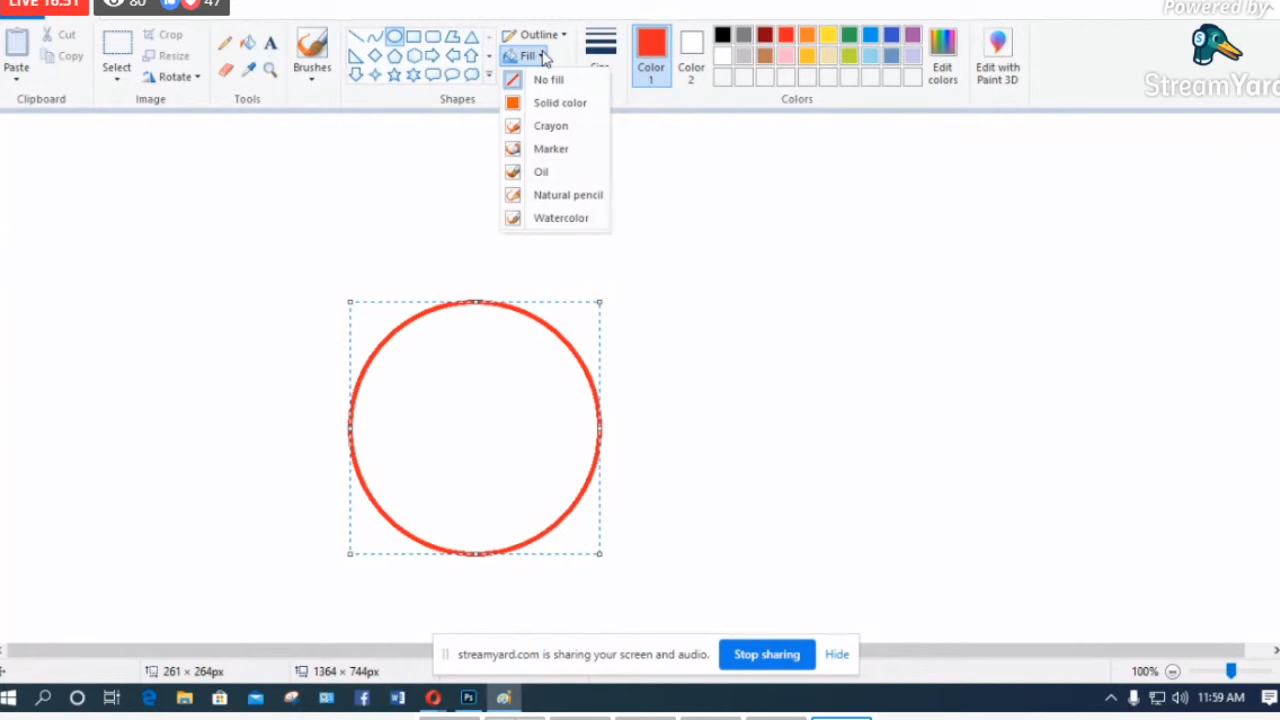 LIVE 16:51 80 47
Powered by
StreamYard
Cut
Copy
Paste
Clipboard
Crop
Resize
Rotate
Select
Image
A
Tools
Brushes
Outline
Fill
Shapes
No fill
Solid color
Crayon
Marker
Oil
Natural pencil
Watercolor
Color 1
Color 2
Edit colors
Edit with Paint 3D
Colors
streamyard.com is sharing your screen and audio. Stop sharing Hide
261 × 264px 1364 × 744px 100%
11:59 AM